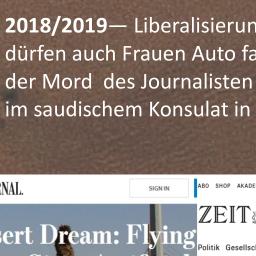 2018/2019— Liberalisierun
dürfen auch Frauen Auto fa
der Mord des Journalisten
im saudischem Konsulat in
RNAL.
SIGN IN
ABO SHOP AKADE
sert Dream: Flying
ZEIT
Politik Gesellsc